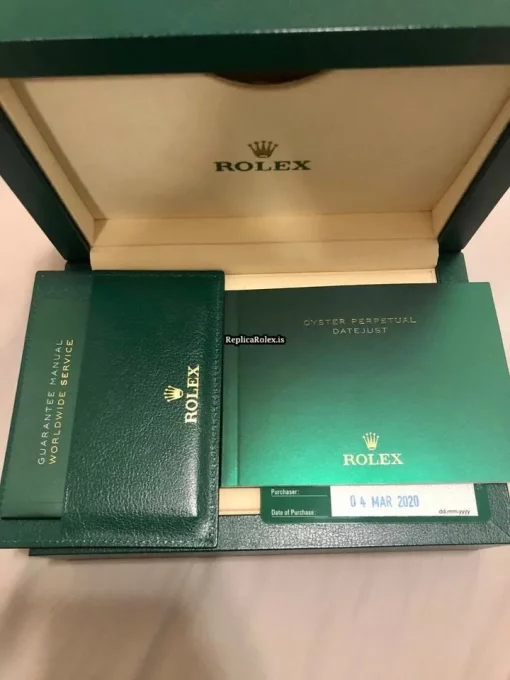 ROLEX
ReplicaRolex.is
OYSTER PERPETUAL
DATEJUST
ROLEX
GUARANTEE MANUAL
WORLDWIDE SERVICE
ROLEX
Purchaser:
04 MAR 2020
Date of Purchase:
dd.mm.yyyy